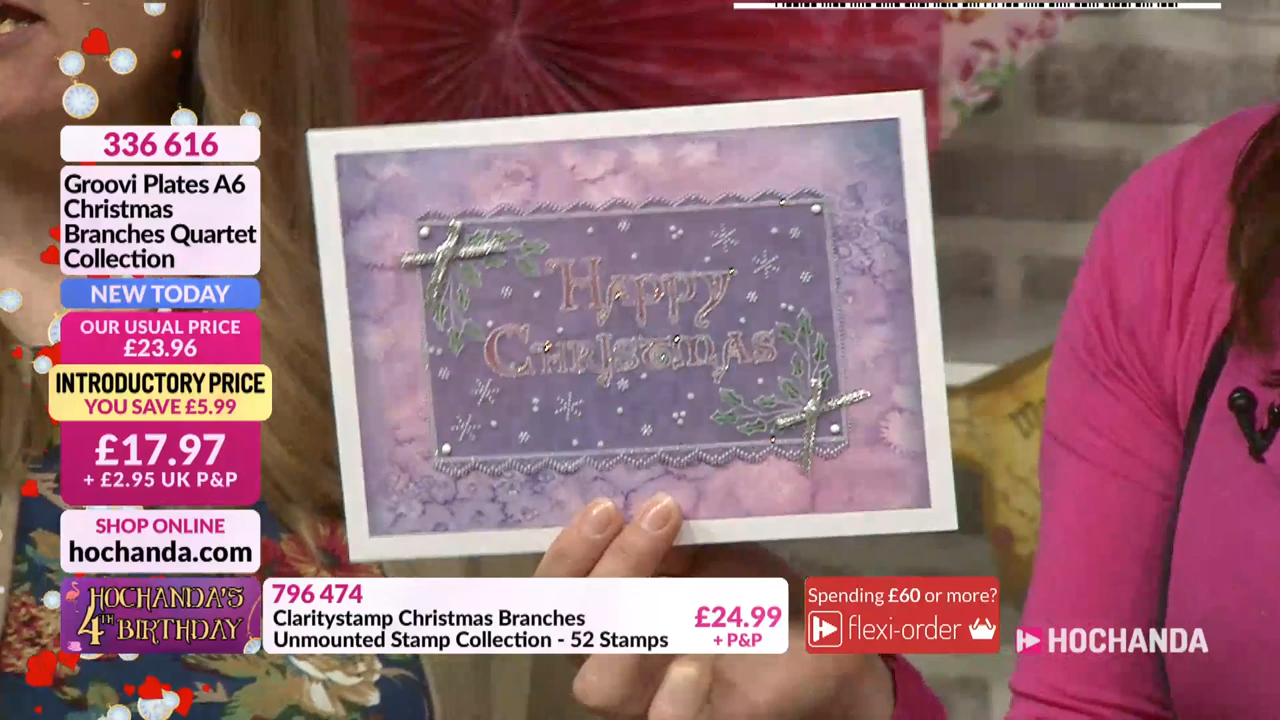 336 616
Groovi Plates A6
Christmas
Branches Quartet
Collection
NEW TODAY
OUR USUAL PRICE
£23.96
INTRODUCTORY PRICE
YOU SAVE £5.99
£17.97
+ £2.95 UK P&P
SHOP ONLINE
hochanda.com
HOCHANDA'S
4TH BIRTHDAY
Happy
Christmas
796 474
Claritystamp Christmas Branches
Unmounted Stamp Collection - 52 Stamps
£24.99
+ P&P
Spending £60 or more?
flexi-order
HOCHANDA